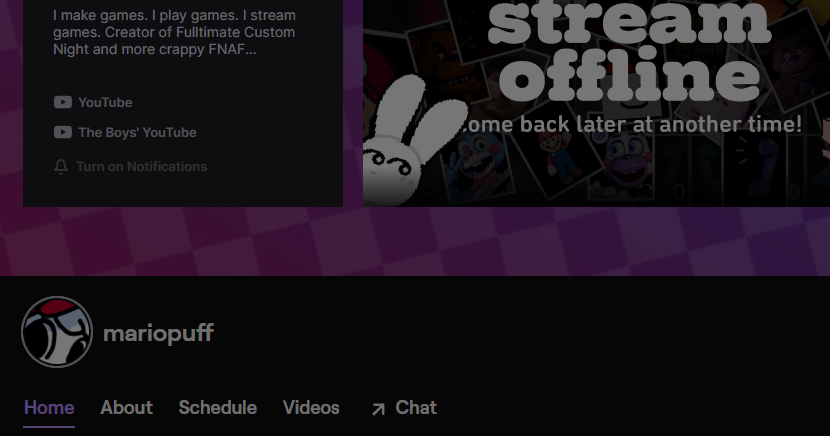 I make games. I play games. I stream
games. Creator of Fulltimate Custom
Night and more crappy FNAF...
YouTube
The Boys' YouTube
Turn on Notifications
stream
offline
ome back later at another time!
mariopuff
Home
About
Schedule
Videos
Chat